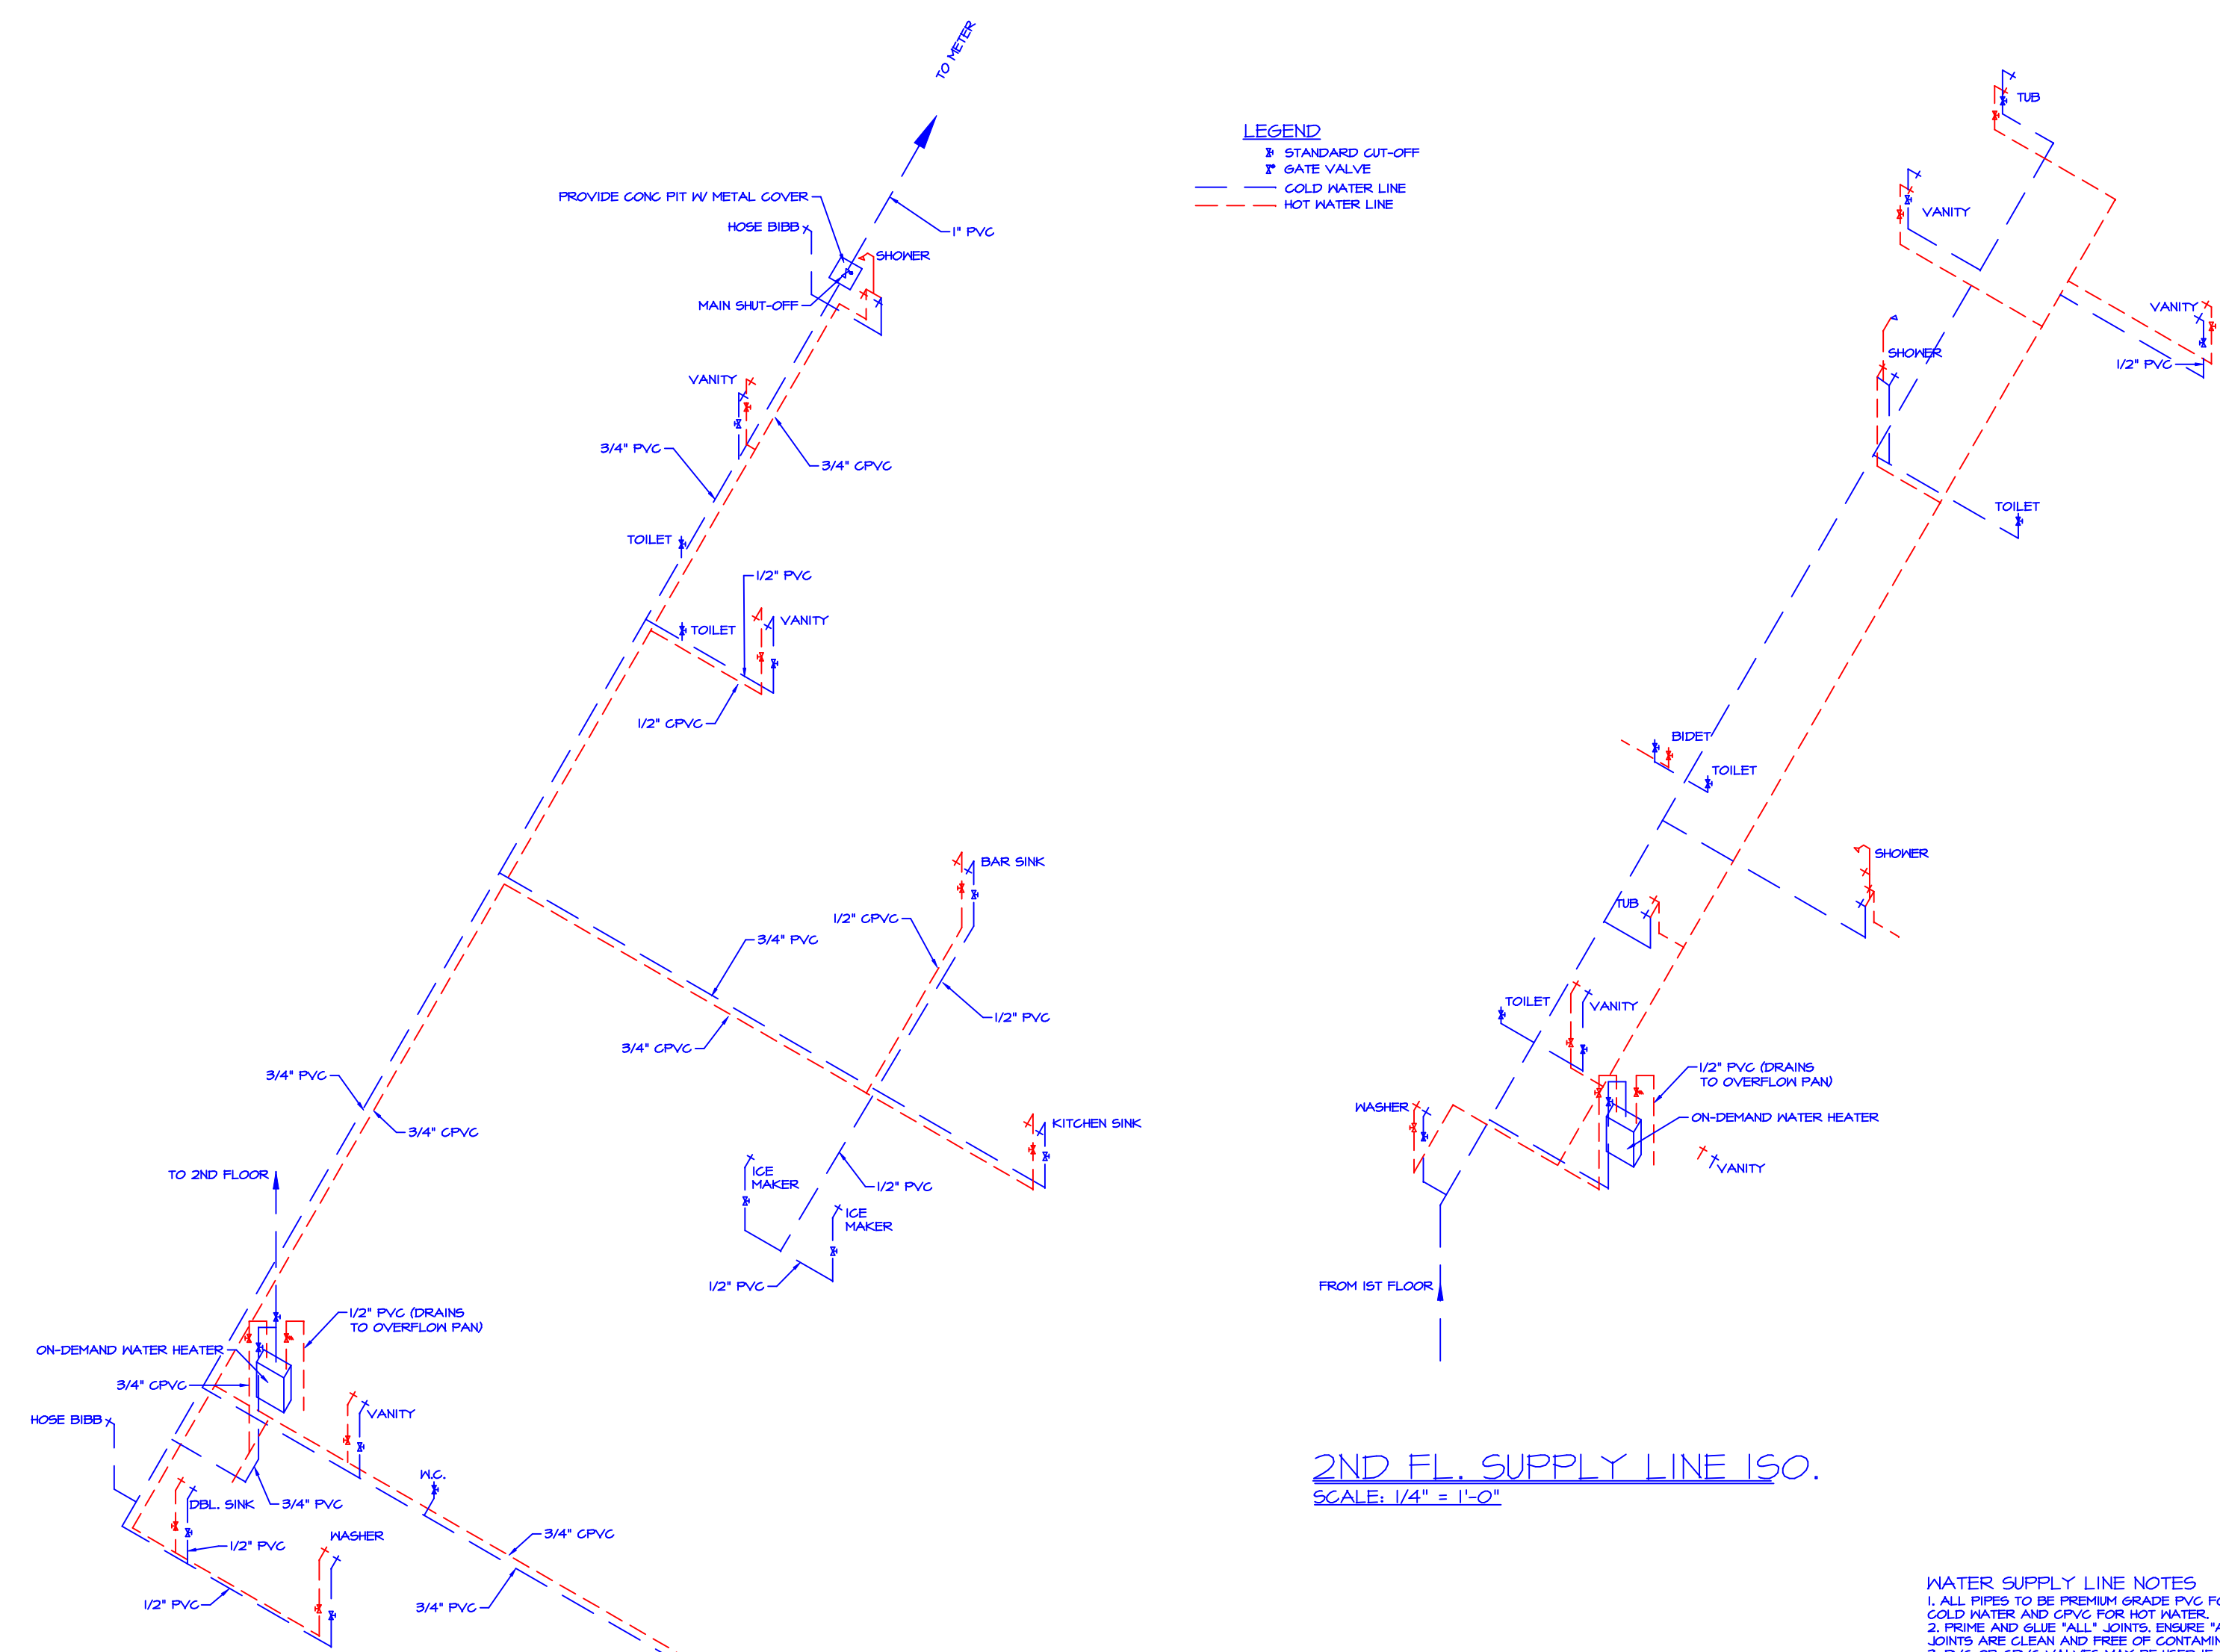 TO METER
LEGEND
STANDARD CUT-OFF
GATE VALVE
COLD WATER LINE
HOT WATER LINE
PROVIDE CONC PIT W/ METAL COVER
HOSE BIBB
1" PVC
SHOWER
MAIN SHUT-OFF
VANITY
3/4" PVC
3/4" CPVC
TOILET
1/2" PVC
TOILET
VANITY
1/2" CPVC
BAR SINK
1/2" CPVC
3/4" PVC
1/2" PVC
3/4" CPVC
3/4" PVC
3/4" CPVC
KITCHEN SINK
TO 2ND FLOOR
ICE
MAKER
1/2" PVC
ICE
MAKER
1/2" PVC
1/2" PVC (DRAINS
TO OVERFLOW PAN)
ON-DEMAND WATER HEATER
3/4" CPVC
HOSE BIBB
VANITY
W.C.
DBL. SINK
3/4" PVC
WASHER
1/2" PVC
3/4" CPVC
1/2" PVC
3/4" PVC
TUB
VANITY
VANITY
SHOWER
1/2" PVC
TOILET
BIDET
TOILET
SHOWER
TUB
TOILET
VANITY
1/2" PVC (DRAINS
TO OVERFLOW PAN)
WASHER
ON-DEMAND WATER HEATER
VANITY
FROM 1ST FLOOR
2ND FL. SUPPLY LINE ISO.
SCALE: 1/4" = 1'-0"
WATER SUPPLY LINE NOTES
1. ALL PIPES TO BE PREMIUM GRADE PVC
COLD WATER AND CPVC FOR HOT WATER.
2. PRIME AND GLUE "ALL" JOINTS. ENSURE
JOINTS ARE CLEAN AND FREE OF